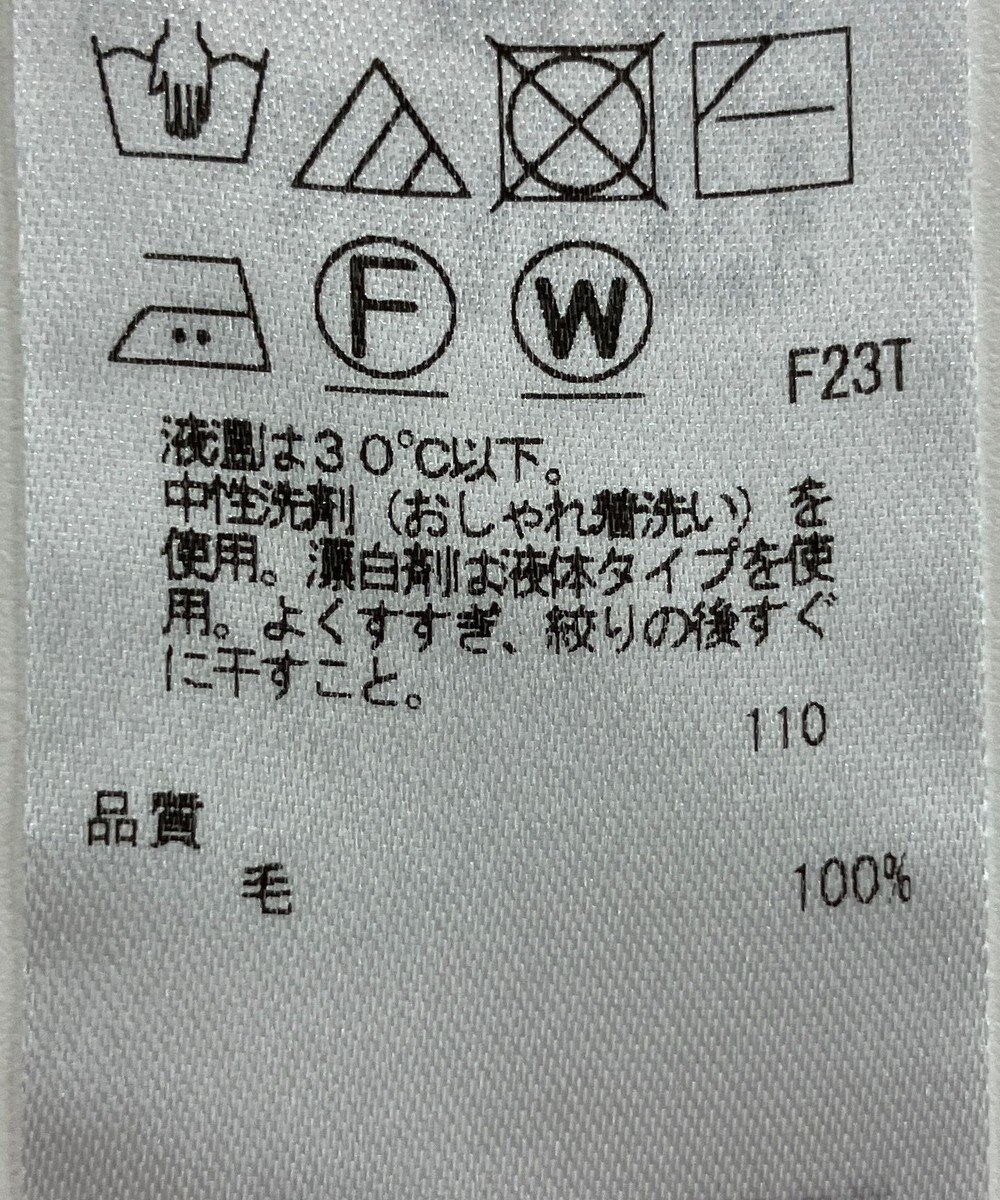 F W F23T
液温は30℃以下。
中性洗剤(おしゃれ着洗い)を
使用。漂白剤は液体タイプを使
用。よくすすぎ、絞りの後すぐ
に干すこと。
110
品質
毛 100%